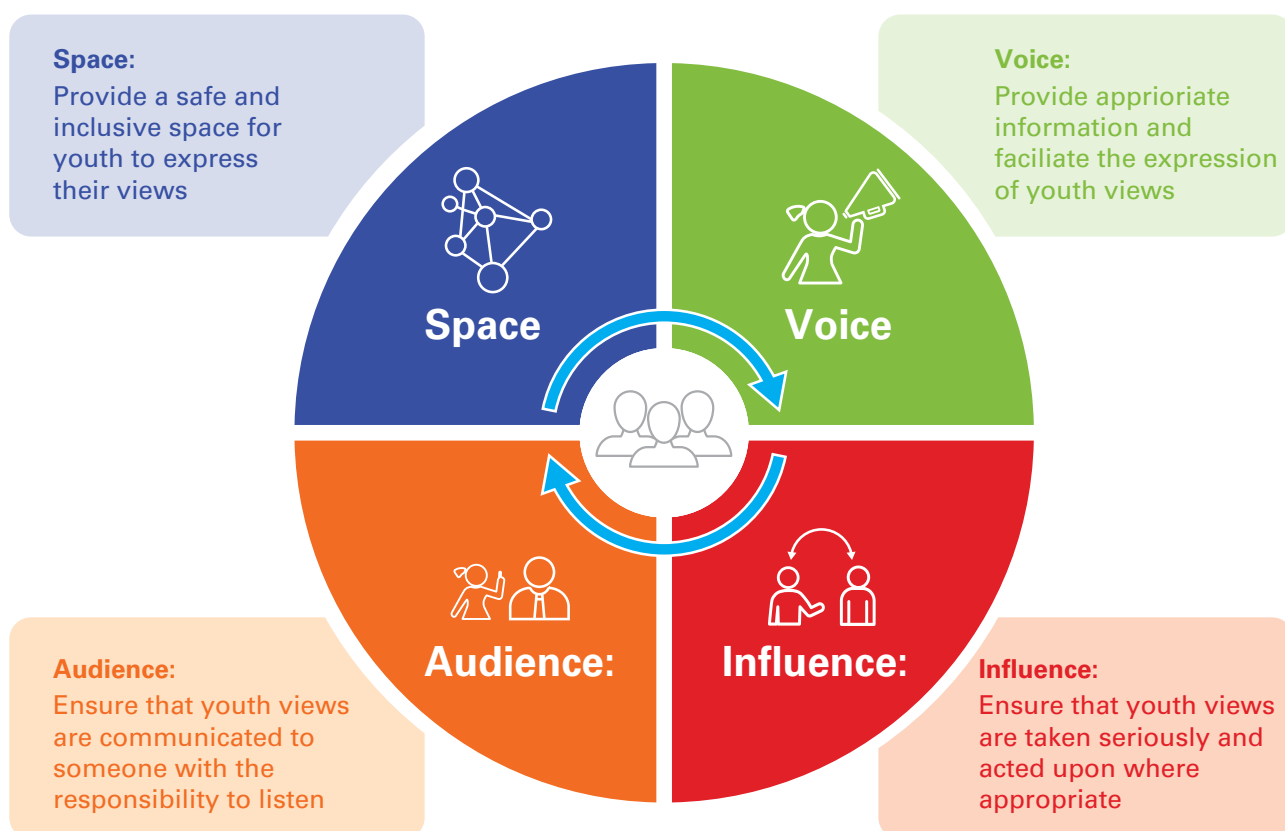 Space:
Provide a safe and
inclusive space for
youth to express
their views
Voice:
Provide approriate
information and
faciliate the expression
of youth views
Space
Voice
Audience:
Influence:
Audience:
Ensure that youth views
are communicated to
someone with the
responsibility to listen
Influence:
Ensure that youth views
are taken seriously and
acted upon where
appropriate